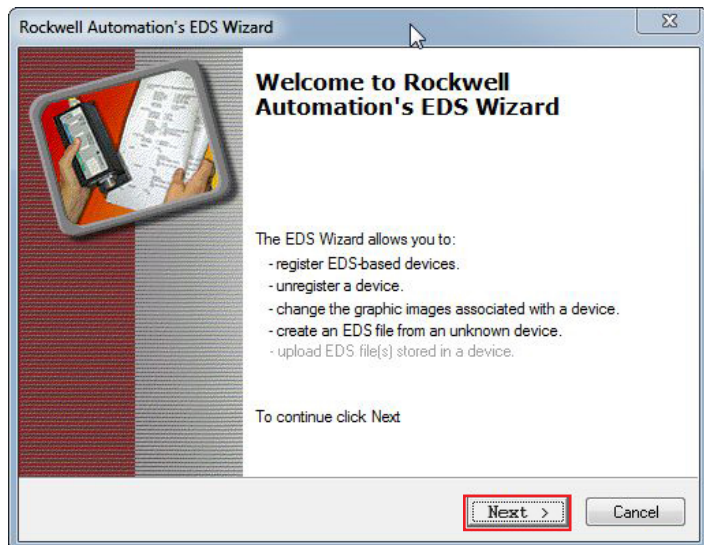 Rockwell Automation's EDS Wizard
Welcome to Rockwell
Automation's EDS Wizard
The EDS Wizard allows you to:
- register EDS-based devices.
- unregister a device.
- change the graphic images associated with a device.
- create an EDS file from an unknown device.
- upload EDS file(s) stored in a device.
To continue click Next
Next >
Cancel